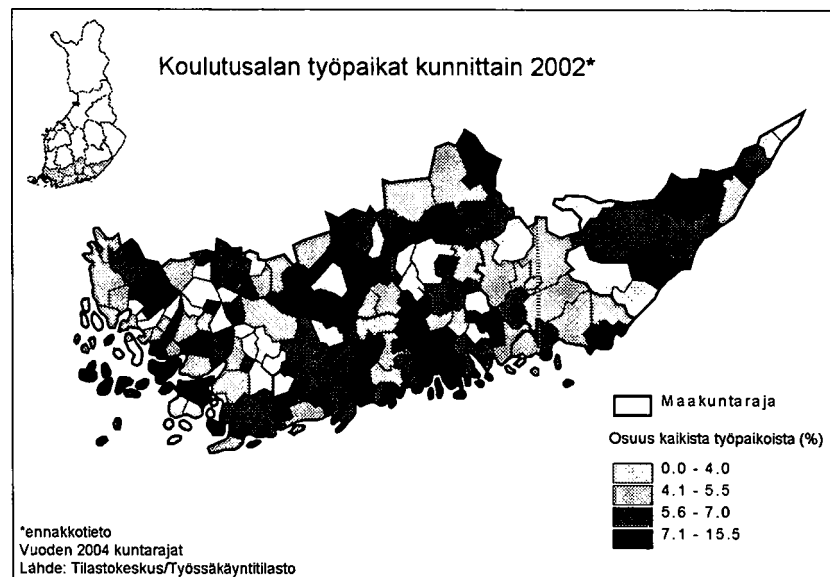 Koulutusalan työpaikat kunnittain 2002*
Maakuntaraja
Osuus kaikista työpaikoista (%)
0.0 - 4.0
4.1 - 5.5
5.6 - 7.0
7.1 - 15.5
*ennakkotieto
Vuoden 2004 kuntarajat
Lähde: Tilastokeskus/Työssäkäyntitilasto